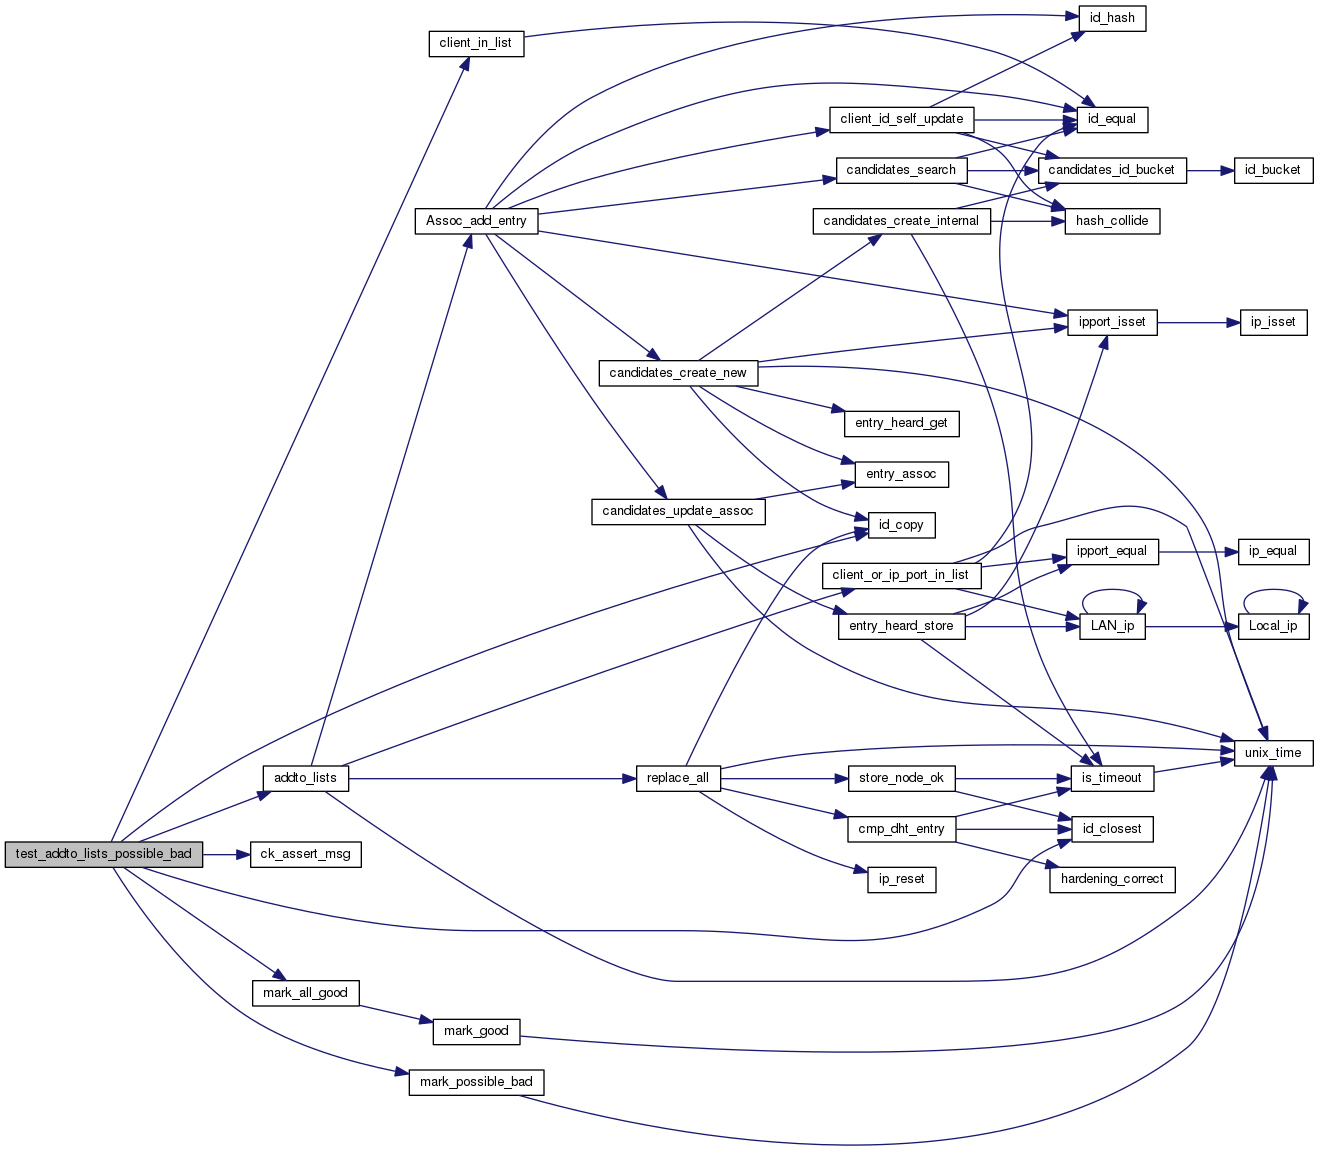 id_hash
client_in_list
client_id_self_update
id_equal
candidates_search
candidates_id_bucket
id_bucket
Assoc_add_entry
candidates_create_internal
hash_collide
ipport_isset
ip_isset
candidates_create_new
entry_heard_get
entry_assoc
candidates_update_assoc
id_copy
ipport_equal
ip_equal
client_or_ip_port_in_list
entry_heard_store
LAN_ip
Local_ip
unix_time
addto_lists
replace_all
store_node_ok
is_timeout
cmp_dht_entry
id_closest
test_addto_lists_possible_bad
ck_assert_msg
ip_reset
hardening_correct
mark_all_good
mark_good
mark_possible_bad